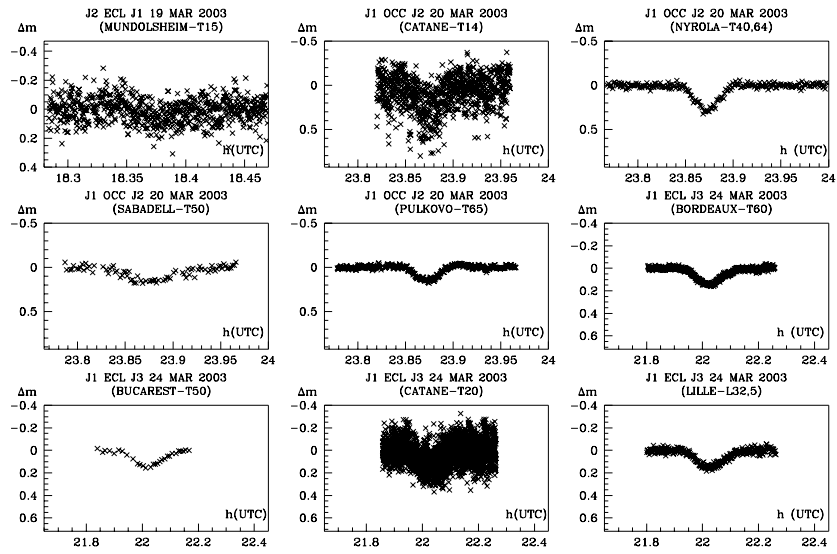 J2 ECL J1 19 MAR 2003
(MUNDOLSHEIM-T15)
Δm
-0.4
-0.2
0
0.2
0.4
h(UTC)
18.3 18.35 18.4 18.45
J1 OCC J2 20 MAR 2003
(CATANE-T14)
Δm
-0.5
0
0.5
h(UTC)
23.8 23.85 23.9 23.95 24
J1 OCC J2 20 MAR 2003
(NYROLA-T40,64)
Δm
-0.5
0
0.5
h (UTC)
23.8 23.85 23.9 23.95 24
J1 OCC J2 20 MAR 2003
(SABADELL-T50)
Δm
-0.5
0
0.5
h(UTC)
23.8 23.85 23.9 23.95 24
J1 OCC J2 20 MAR 2003
(PULKOVO-T65)
Δm
-0.5
0
0.5
h(UTC)
23.8 23.85 23.9 23.95 24
J1 ECL J3 24 MAR 2003
(BORDEAUX-T60)
Δm
-0.4
-0.2
0
0.2
0.4
0.6
h (UTC)
21.8 22 22.2 22.4
J1 ECL J3 24 MAR 2003
(BUCAREST-T50)
Δm
-0.4
-0.2
0
0.2
0.4
0.6
h(UTC)
21.8 22 22.2 22.4
J1 ECL J3 24 MAR 2003
(CATANE-T20)
Δm
-0.4
-0.2
0
0.2
0.4
0.6
h(UTC)
21.8 22 22.2 22.4
J1 ECL J3 24 MAR 2003
(LILLE-L32,5)
Δm
-0.4
-0.2
0
0.2
0.4
0.6
h (UTC)
21.8 22 22.2 22.4